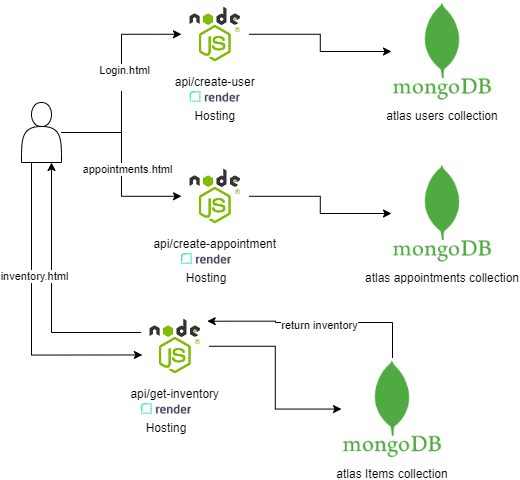 node
JS
®
Login.html
api/create-user
render
Hosting
mongoDB
atlas users collection
appointments.html
node
JS
®
api/create-appointment
render
Hosting
mongoDB
atlas appointments collection
inventory.html
node
JS
®
return inventory
api/get-inventory
render
Hosting
mongoDB
atlas Items collection